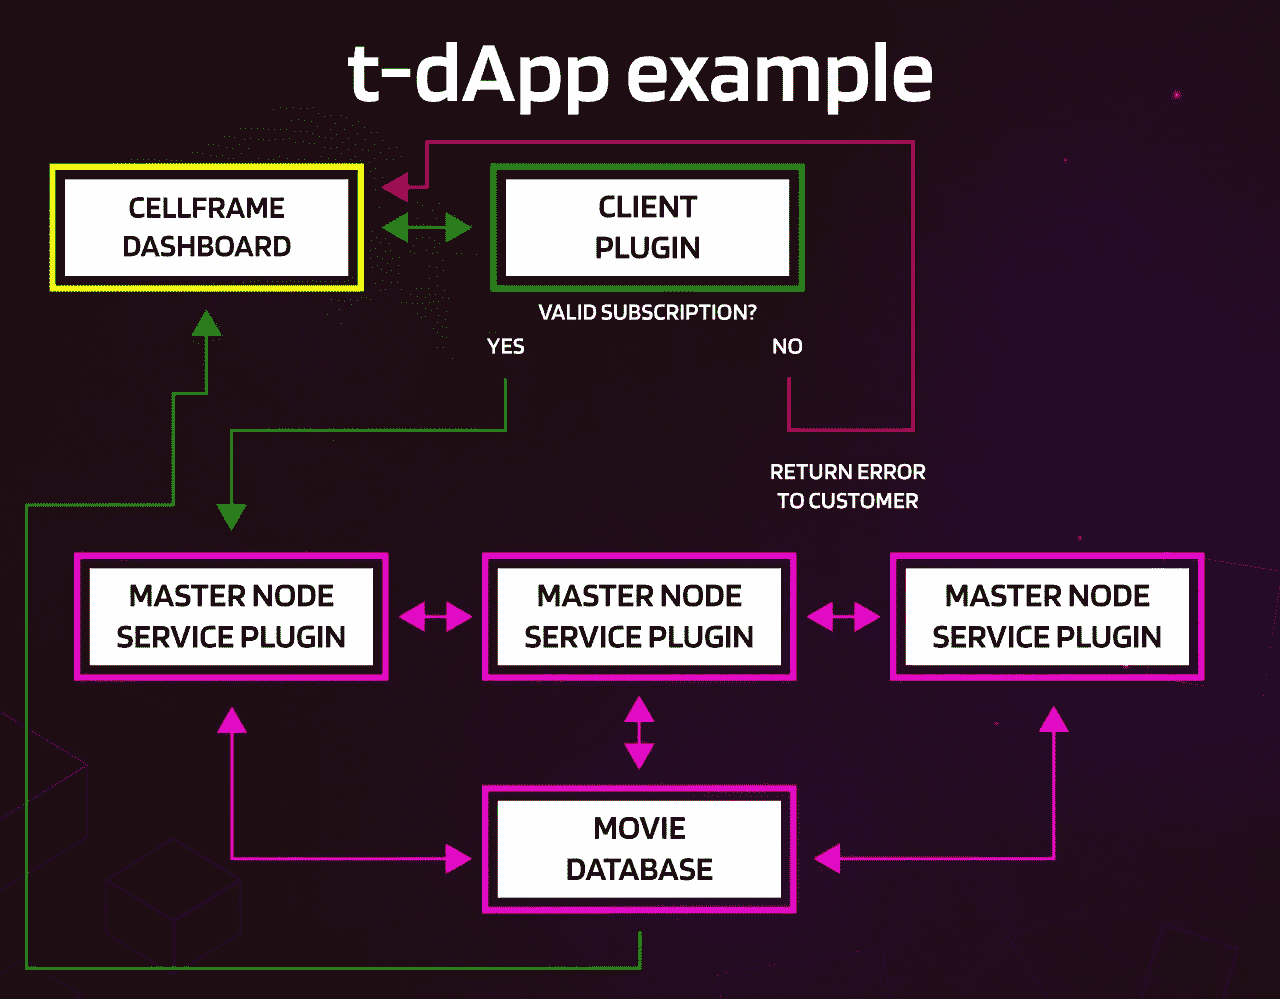 t-dApp example
CELLFRAME
DASHBOARD
CLIENT
PLUGIN
VALID SUBSCRIPTION?
YES
NO
RETURN ERROR
TO CUSTOMER
MASTER NODE
SERVICE PLUGIN
MASTER NODE
SERVICE PLUGIN
MASTER NODE
SERVICE PLUGIN
MOVIE
DATABASE